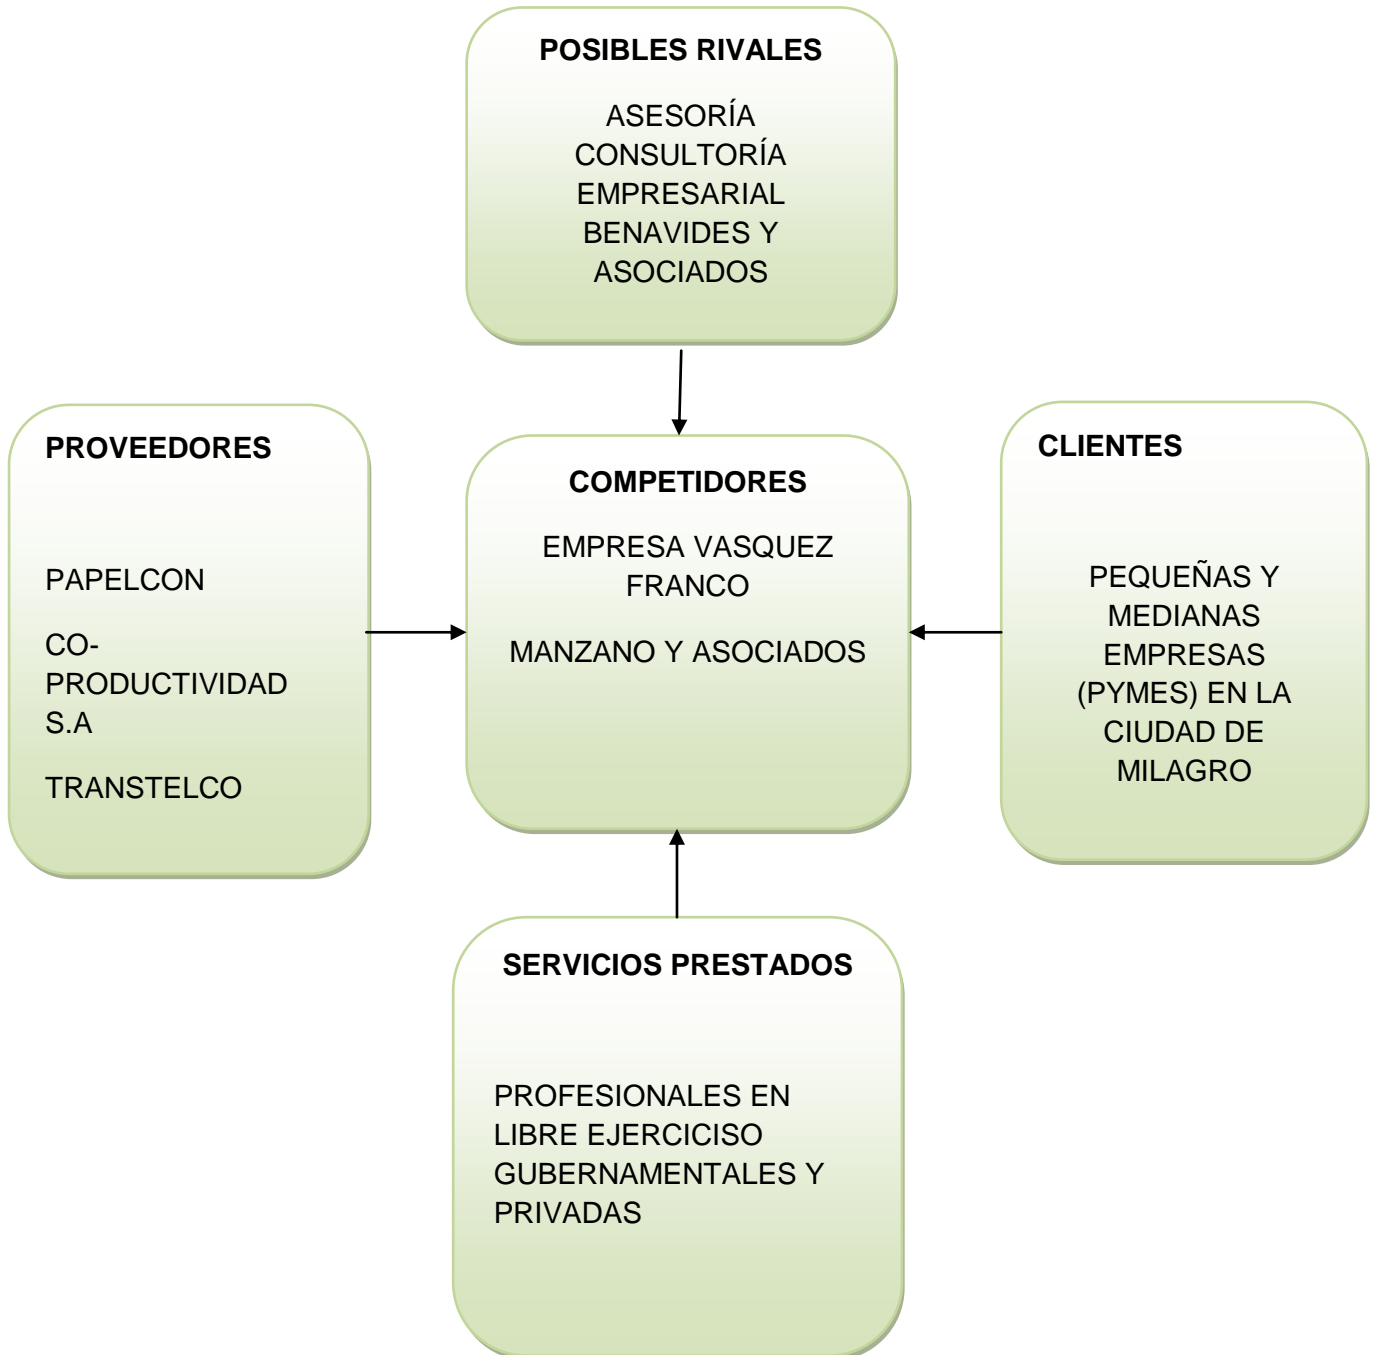 POSIBLES RIVALES
ASESORÍA
CONSULTORÍA
EMPRESARIAL
BENAVIDES Y
ASOCIADOS
PROVEEDORES
PAPELCON
CO-
PRODUCTIVIDAD
S.A
TRANSTELCO
COMPETIDORES
EMPRESA VASQUEZ
FRANCO
MANZANO Y ASOCIADOS
CLIENTES
PEQUEÑAS Y
MEDIANAS
EMPRESAS
(PYMES) EN LA
CIUDAD DE
MILAGRO
SERVICIOS PRESTADOS
PROFESIONALES EN
LIBRE EJERCICISO
GUBERNAMENTALES Y
PRIVADAS